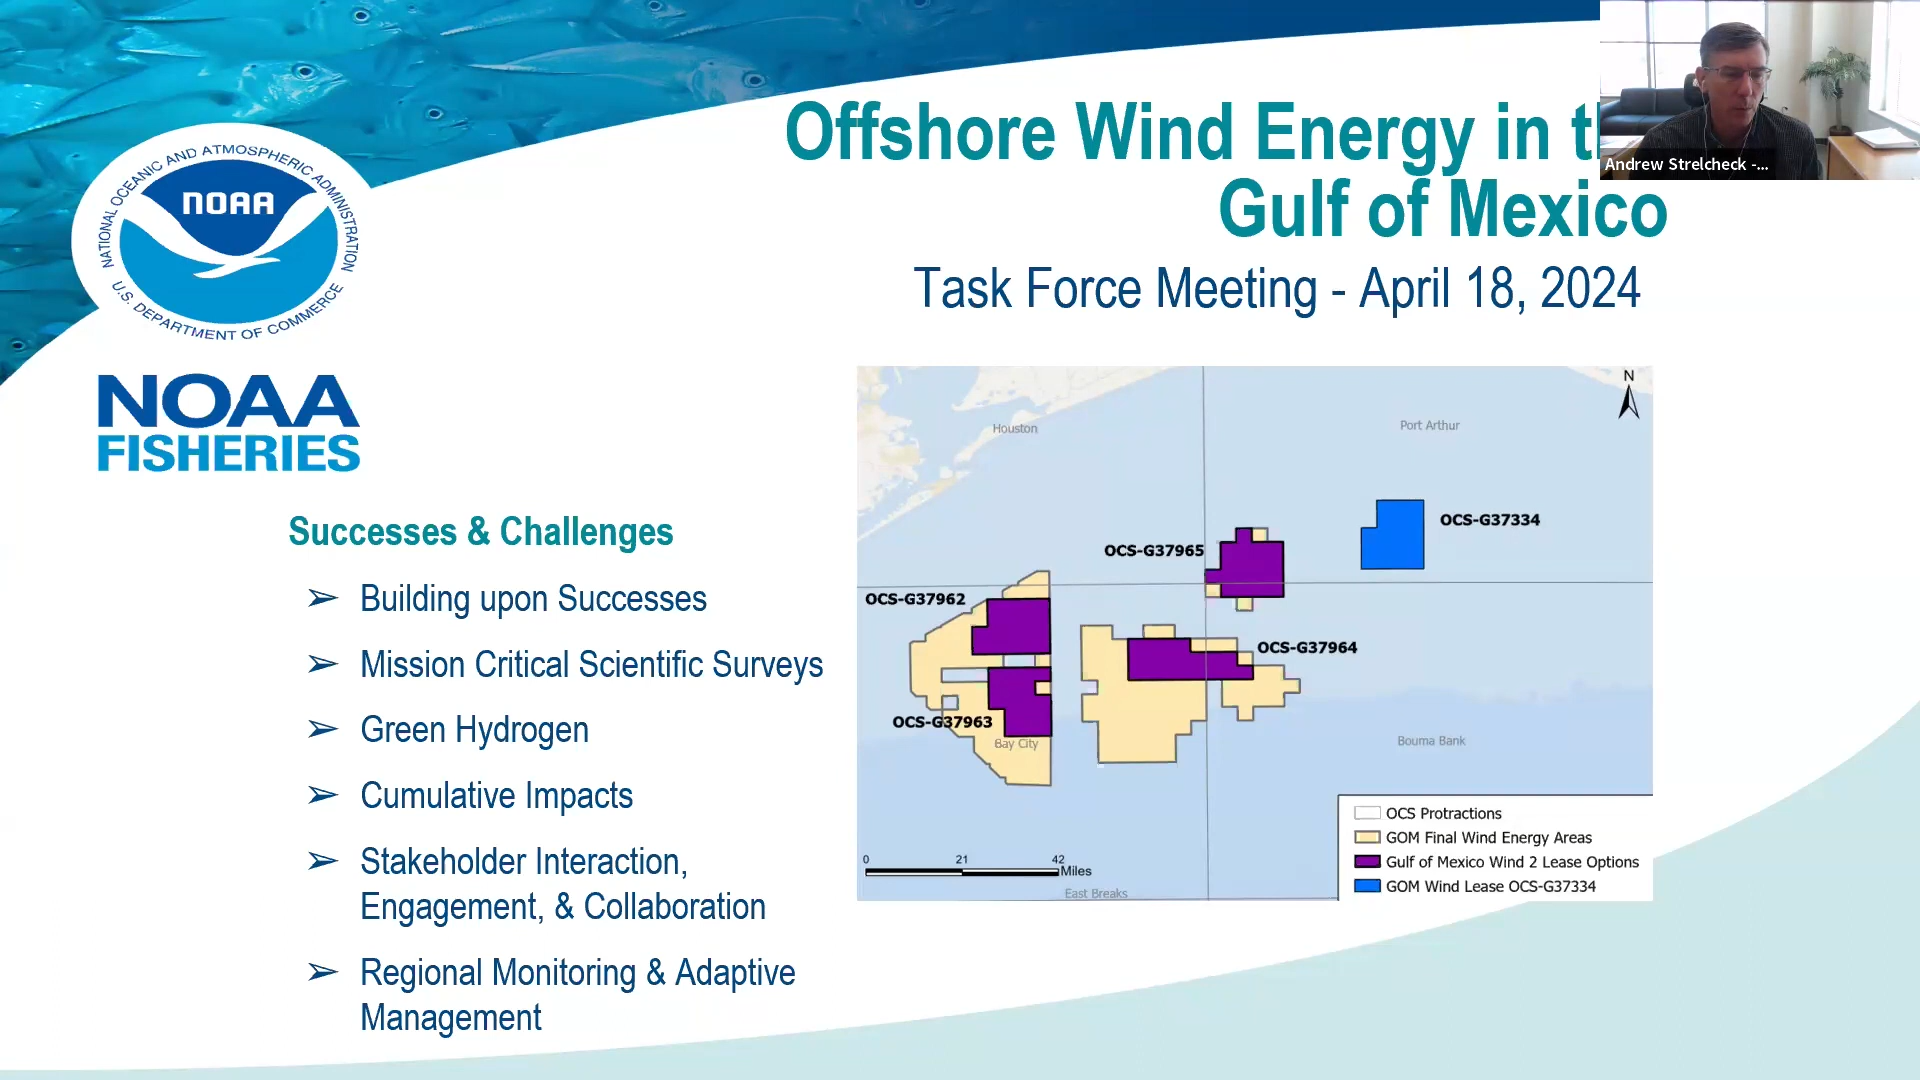 Offshore Wind Energy in t
Gulf of Mexico
Andrew Strelcheck -...
Task Force Meeting - April 18, 2024
NATIONAL OCEANIC AND ATMOSPHERIC ADMINISTRATION
NOAA
U.S. DEPARTMENT OF COMMERCE
NOAA
FISHERIES
Successes & Challenges
➢ Building upon Successes
➢ Mission Critical Scientific Surveys
➢ Green Hydrogen
➢ Cumulative Impacts
➢ Stakeholder Interaction,
Engagement, & Collaboration
➢ Regional Monitoring & Adaptive
Management
N
Houston
Port Arthur
OCS-G37334
OCS-G37965
OCS-G37962
OCS-G37964
OCS-G37963
Bay City
Bouma Bank
East Breaks
0 21 42
Miles
OCS Protractions
GOM Final Wind Energy Areas
Gulf of Mexico Wind 2 Lease Options
GOM Wind Lease OCS-G37334